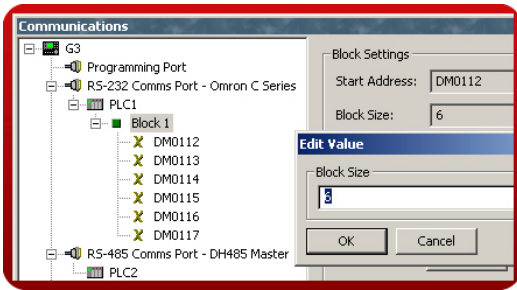 Communications
G3
Programming Port
RS-232 Comms Port - Omron C Series
PLC1
Block 1
DM0112
DM0113
DM0114
DM0115
DM0116
DM0117
RS-485 Comms Port - DH485 Master
PLC2
Block Settings
Start Address: DM0112
Block Size: 6
Edit Value
Block Size
6
OK Cancel